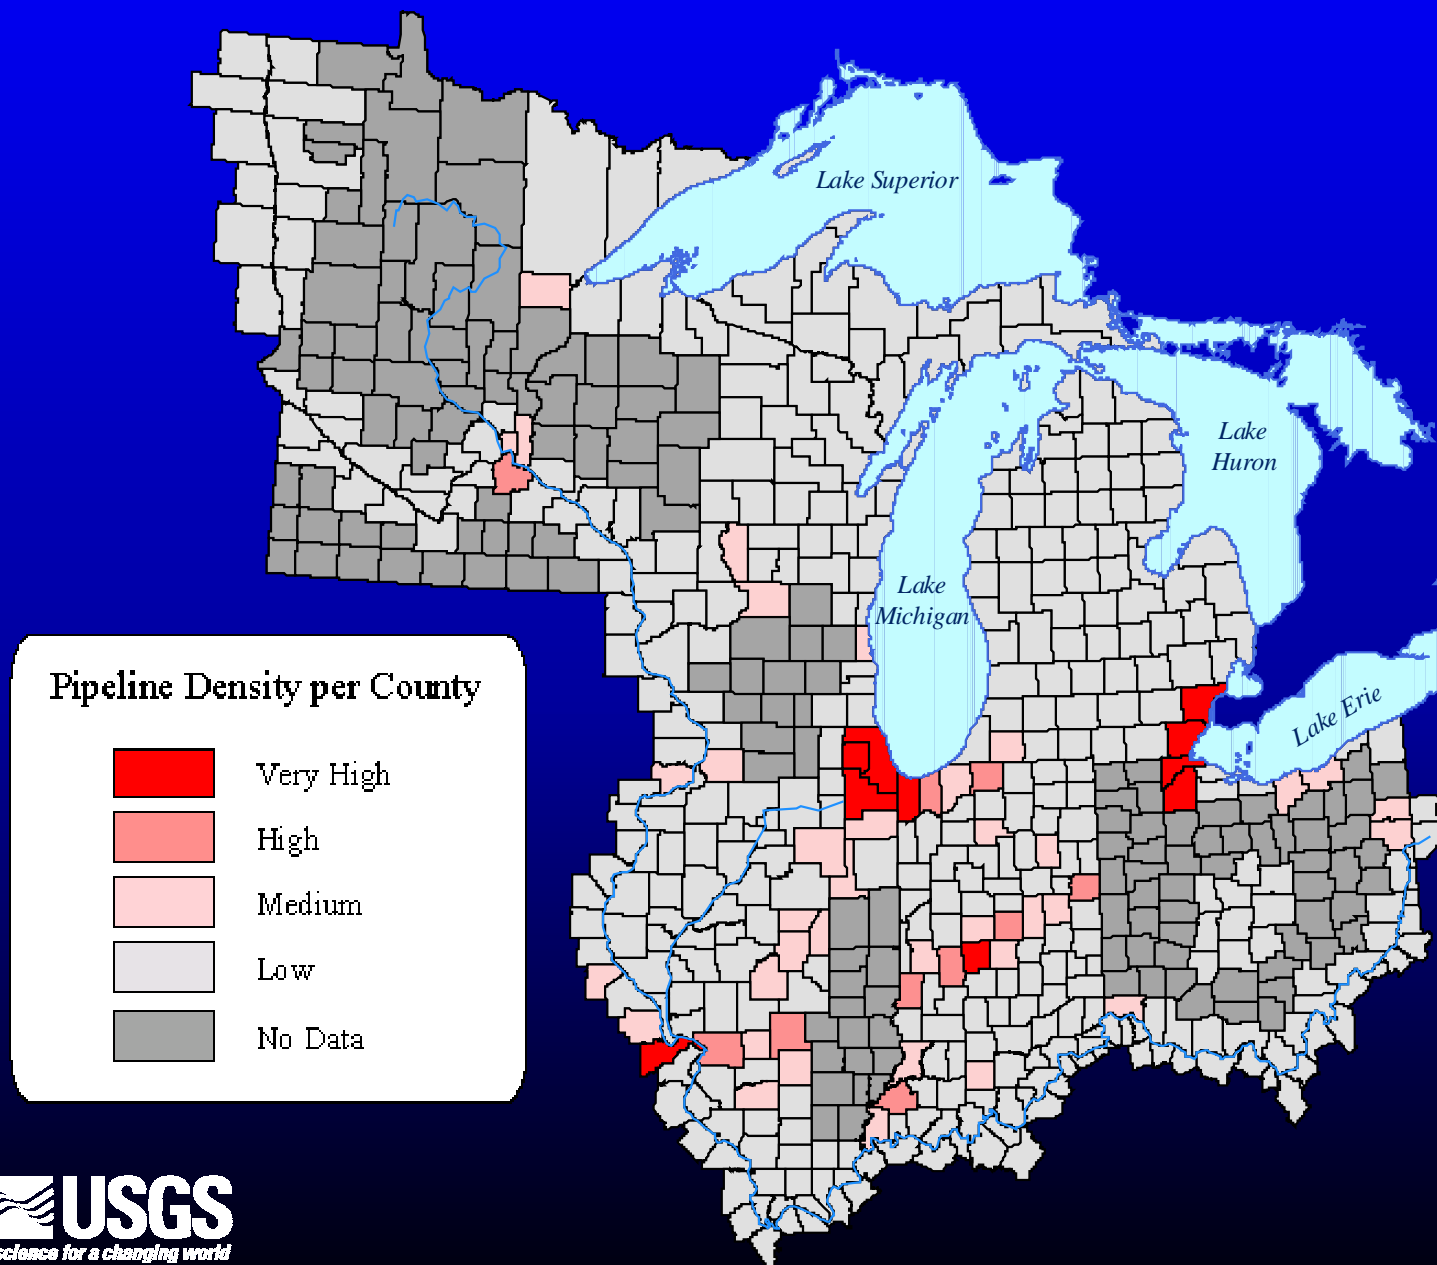 Lake Superior
Lake
Huron
Lake
Michigan
Lake Erie
Pipeline Density per County
Very High
High
Medium
Low
No Data
USGS
science for a changing world